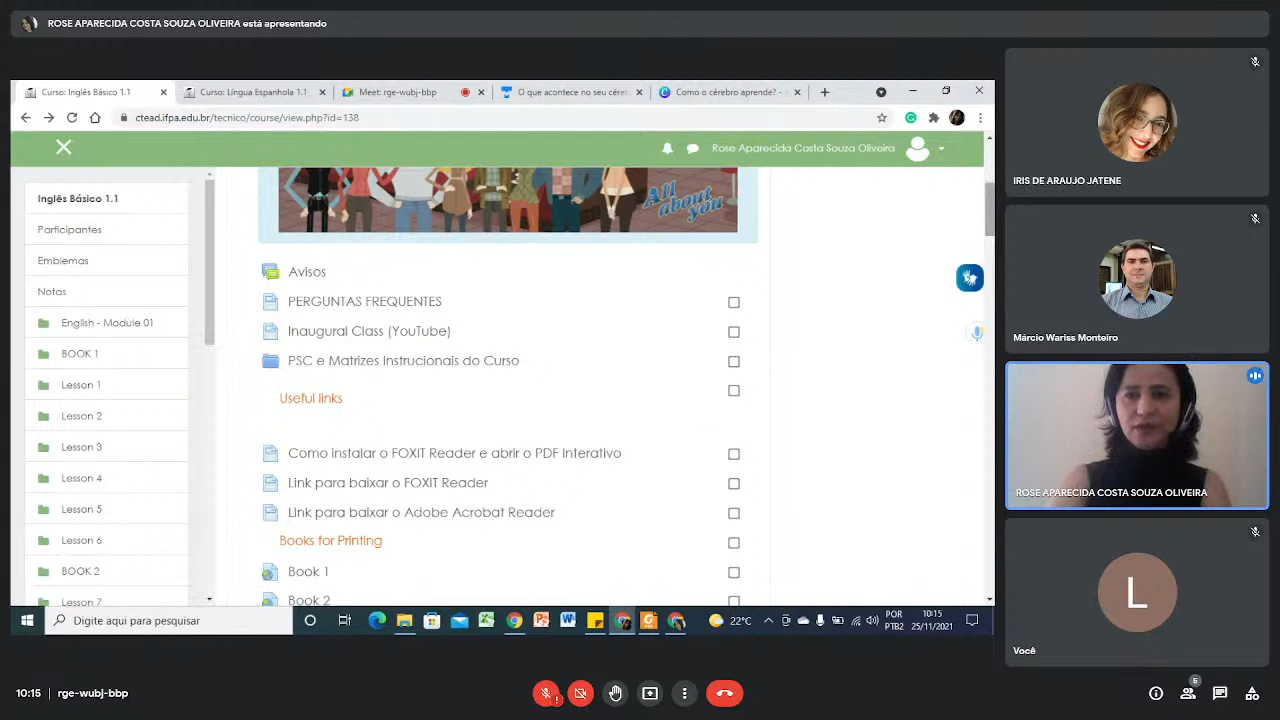 ROSE APARECIDA COSTA SOUZA OLIVEIRA está apresentando
Curso: Inglês Básico 1.1
Curso: Língua Espanhola 1.1
Meet: rge-wubj-bbp
O que acontece no seu céreb
Como o cérebro aprende? - A
ctead.ifpa.edu.br/tecnico/course/view.php?id=138
Rose Aparecida Costa Souza Oliveira
Inglês Básico 1.1
Participantes
Emblemas
Notas
English - Module 01
BOOK 1
Lesson 1
Lesson 2
Lesson 3
Lesson 4
Lesson 5
Lesson 6
BOOK 2
Lesson 7
All about you
Avisos
PERGUNTAS FREQUENTES
Inaugural Class (YouTube)
PSC e Matrizes Instrucionais do Curso
Useful links
Como instalar o FOXIT Reader e abrir o PDF Interativo
Link para baixar o FOXIT Reader
Link para baixar o Adobe Acrobat Reader
Books for Printing
Book 1
Book 2
Digite aqui para pesquisar
22°C
POR
PTB2
10:15
25/11/2021
IRIS DE ARAUJO JATENE
Márcio Wariss Monteiro
ROSE APARECIDA COSTA SOUZA OLIVEIRA
L
Você
10:15 | rge-wubj-bbp
5